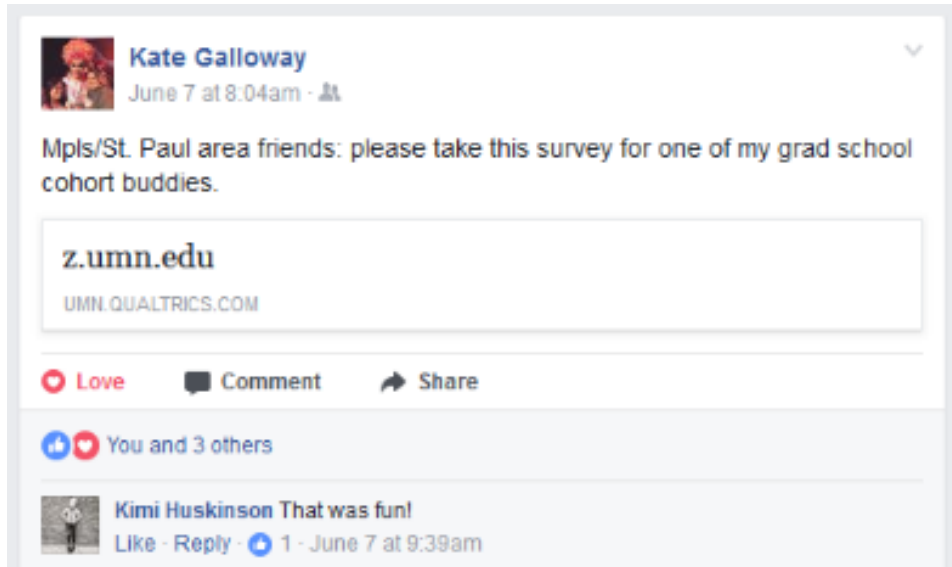 Kate Galloway
June 7 at 8:04am ·
Mpls/St. Paul area friends: please take this survey for one of my grad school
cohort buddies.
z.umn.edu
UMN.QUALTRICS.COM
Love Comment Share
You and 3 others
Kimi Huskinson That was fun!
Like · Reply · 1 · June 7 at 9:39am